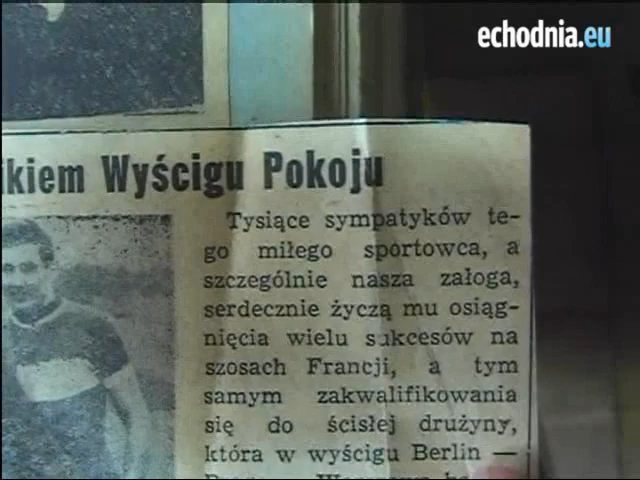 echodnia.eu
kiem Wyścigu Pokoju
Tysiące sympatyków te-
go miłego sportowca, a
szczególnie nasza załoga,
serdecznie życzą mu osiąg-
nięcia wielu sukcesów na
szosach Francji, a tym
samym zakwalifikowania
się do ścisłej drużyny,
która w wyścigu Berlin —